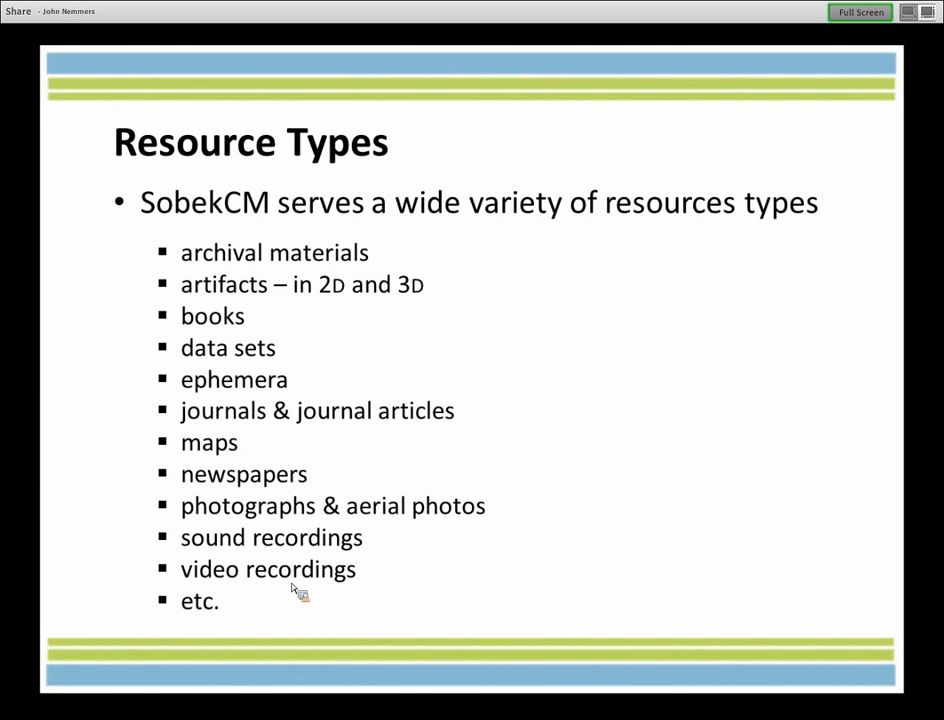 Share - John Nemmers
Full Screen
Resource Types
• SobekCM serves a wide variety of resources types
▪ archival materials
▪ artifacts – in 2D and 3D
▪ books
▪ data sets
▪ ephemera
▪ journals & journal articles
▪ maps
▪ newspapers
▪ photographs & aerial photos
▪ sound recordings
▪ video recordings
▪ etc.